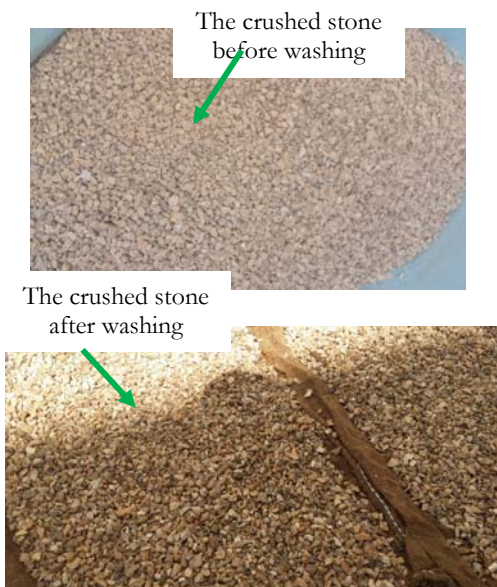 The crushed stone
before washing
The crushed stone
after washing